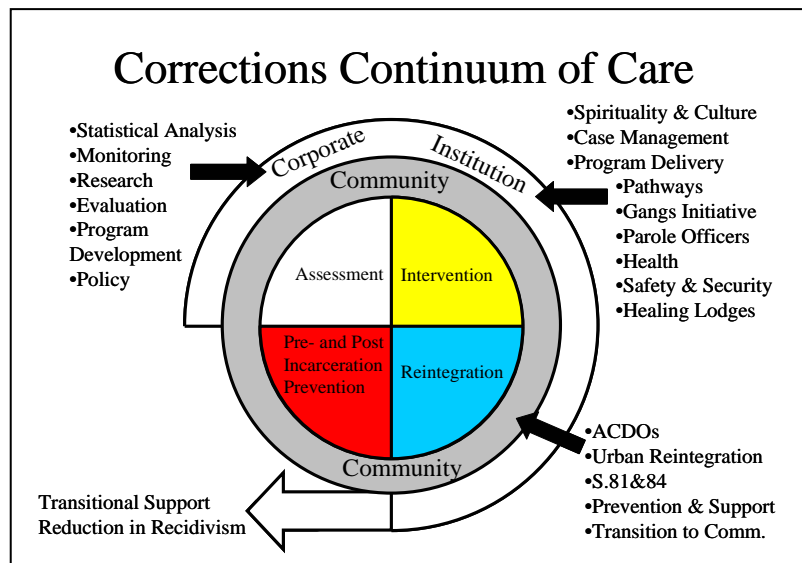 Corrections Continuum of Care
•Statistical Analysis
•Monitoring
•Research
•Evaluation
•Program
Development
•Policy
Corporate
Institution
•Spirituality & Culture
•Case Management
•Program Delivery
•Pathways
•Gangs Initiative
•Parole Officers
•Health
•Safety & Security
•Healing Lodges
Community
Assessment
Intervention
Pre- and Post
Incarceration
Prevention
Reintegration
Community
•ACDOs
•Urban Reintegration
•S.81&84
•Prevention & Support
•Transition to Comm.
Transitional Support
Reduction in Recidivism